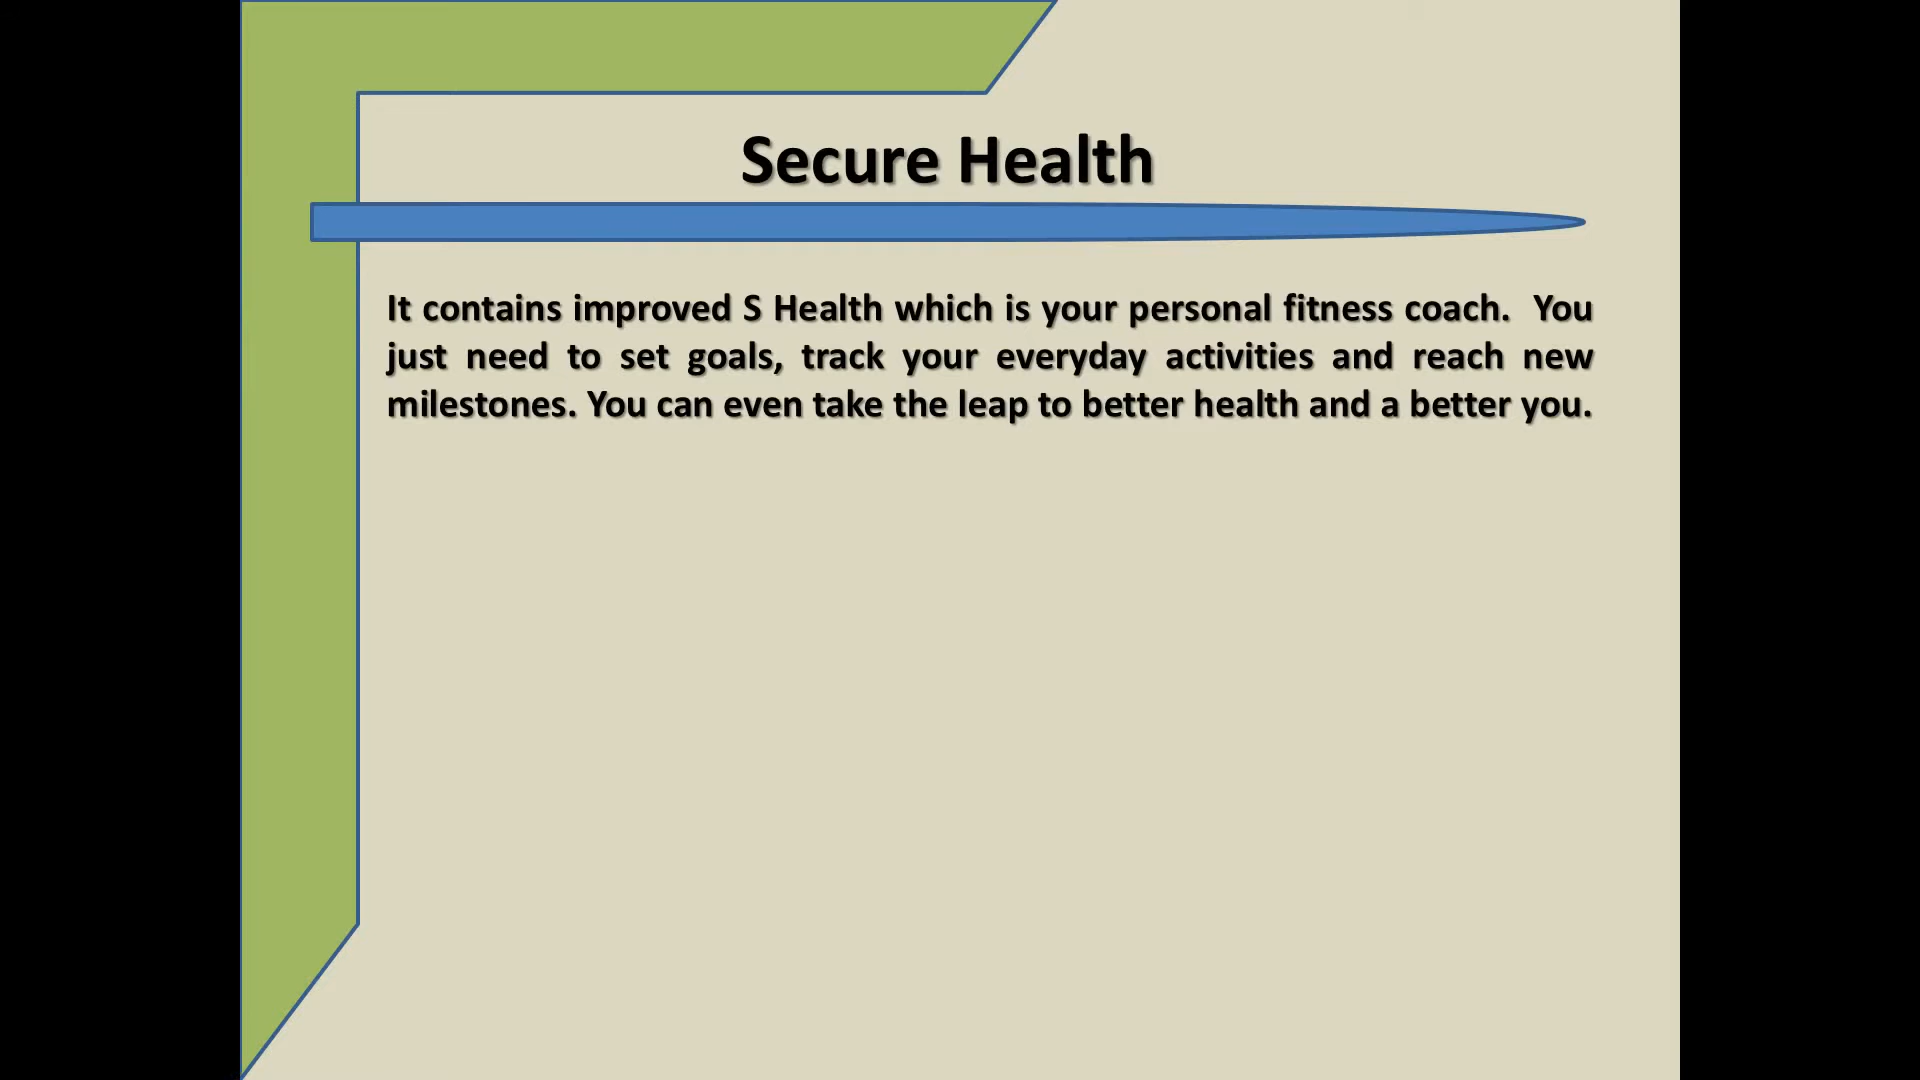 Secure Health
It contains improved S Health which is your personal fitness coach.  You
just need to set goals, track your everyday activities and reach new
milestones. You can even take the leap to better health and a better you.